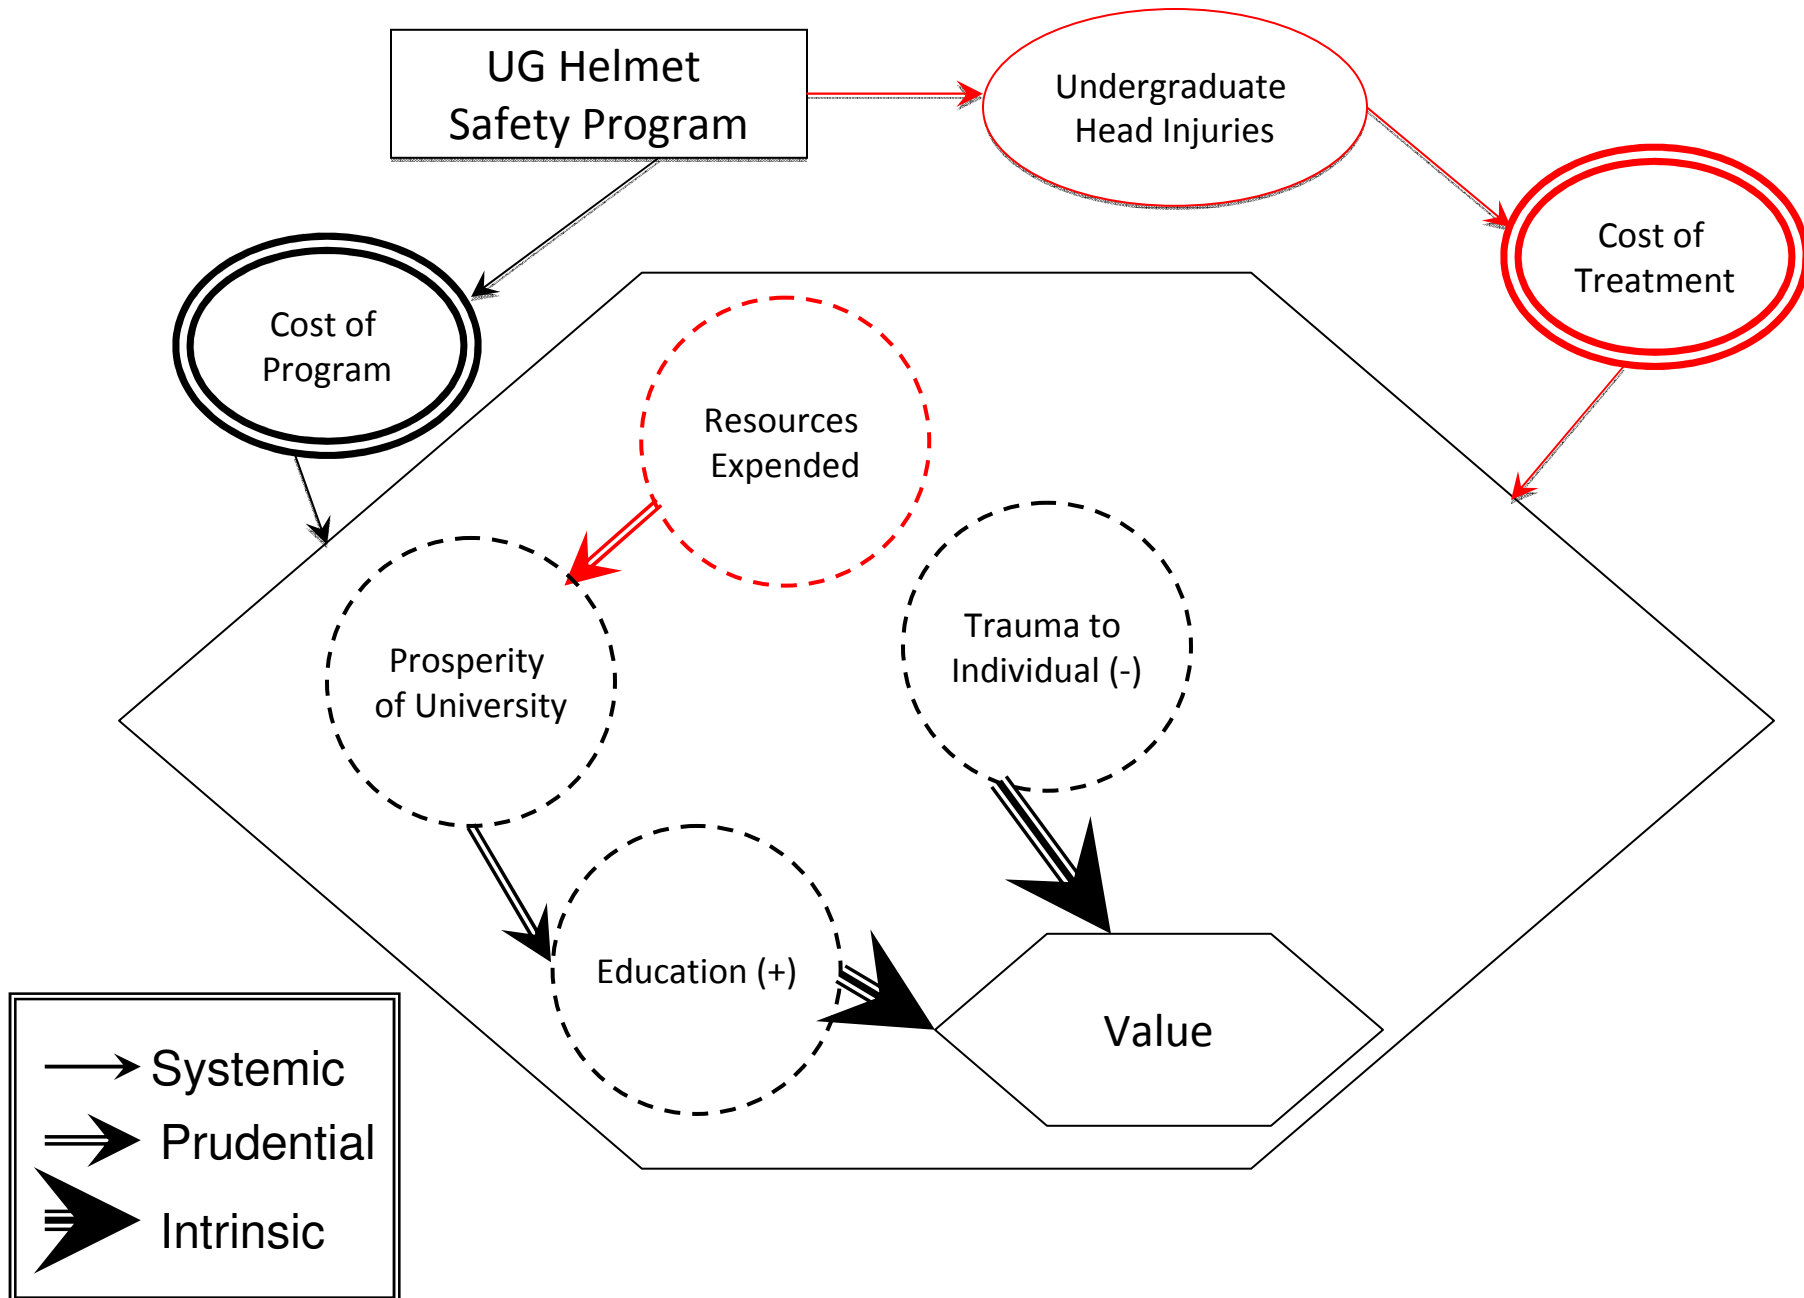 UG Helmet
Safety Program
Undergraduate
Head Injuries
Cost of
Treatment
Cost of
Program
Resources
Expended
Trauma to
Individual (-)
Prosperity
of University
Education (+)
Value
Systemic
Prudential
Intrinsic